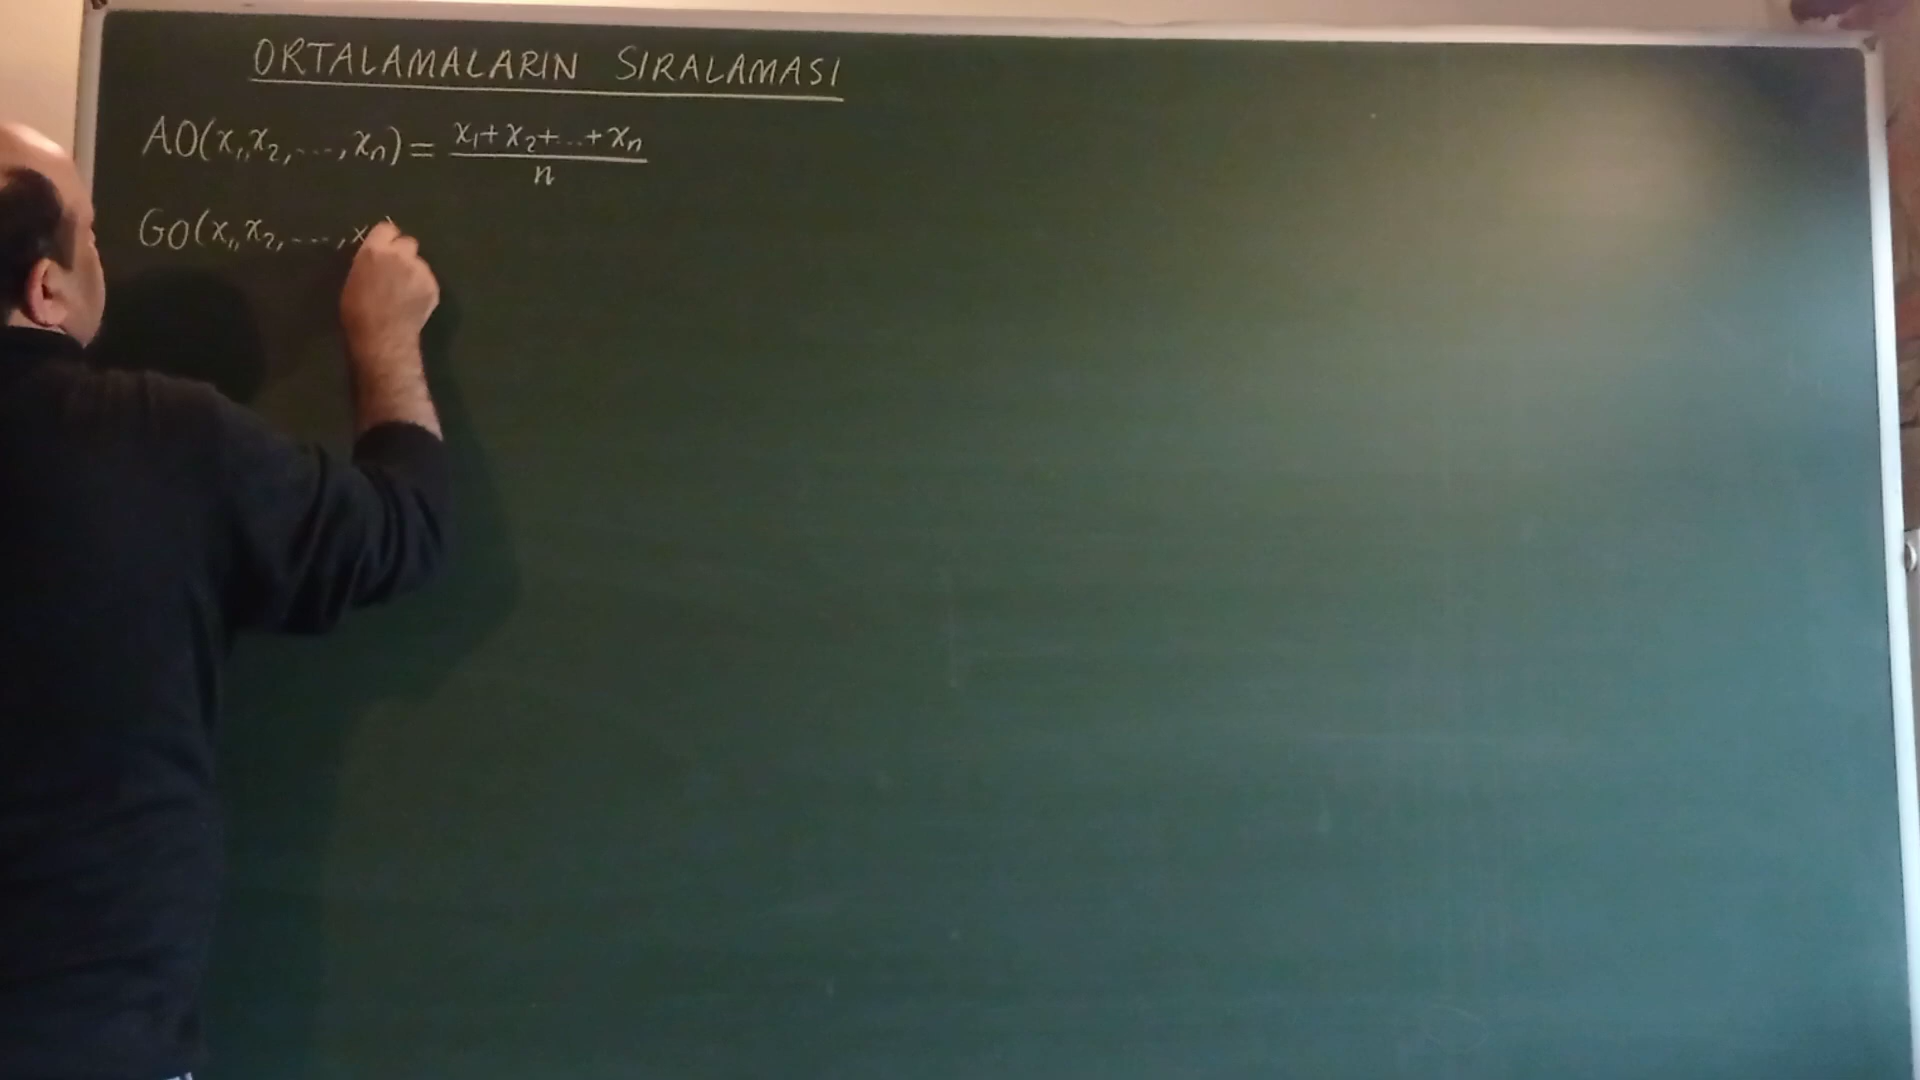 ORTALAMALARIN SIRALAMASI
AO(x₁,x₂,...,xₙ) = (x₁+x₂+...+xₙ)/n
GO(x₁,x₂,...,x